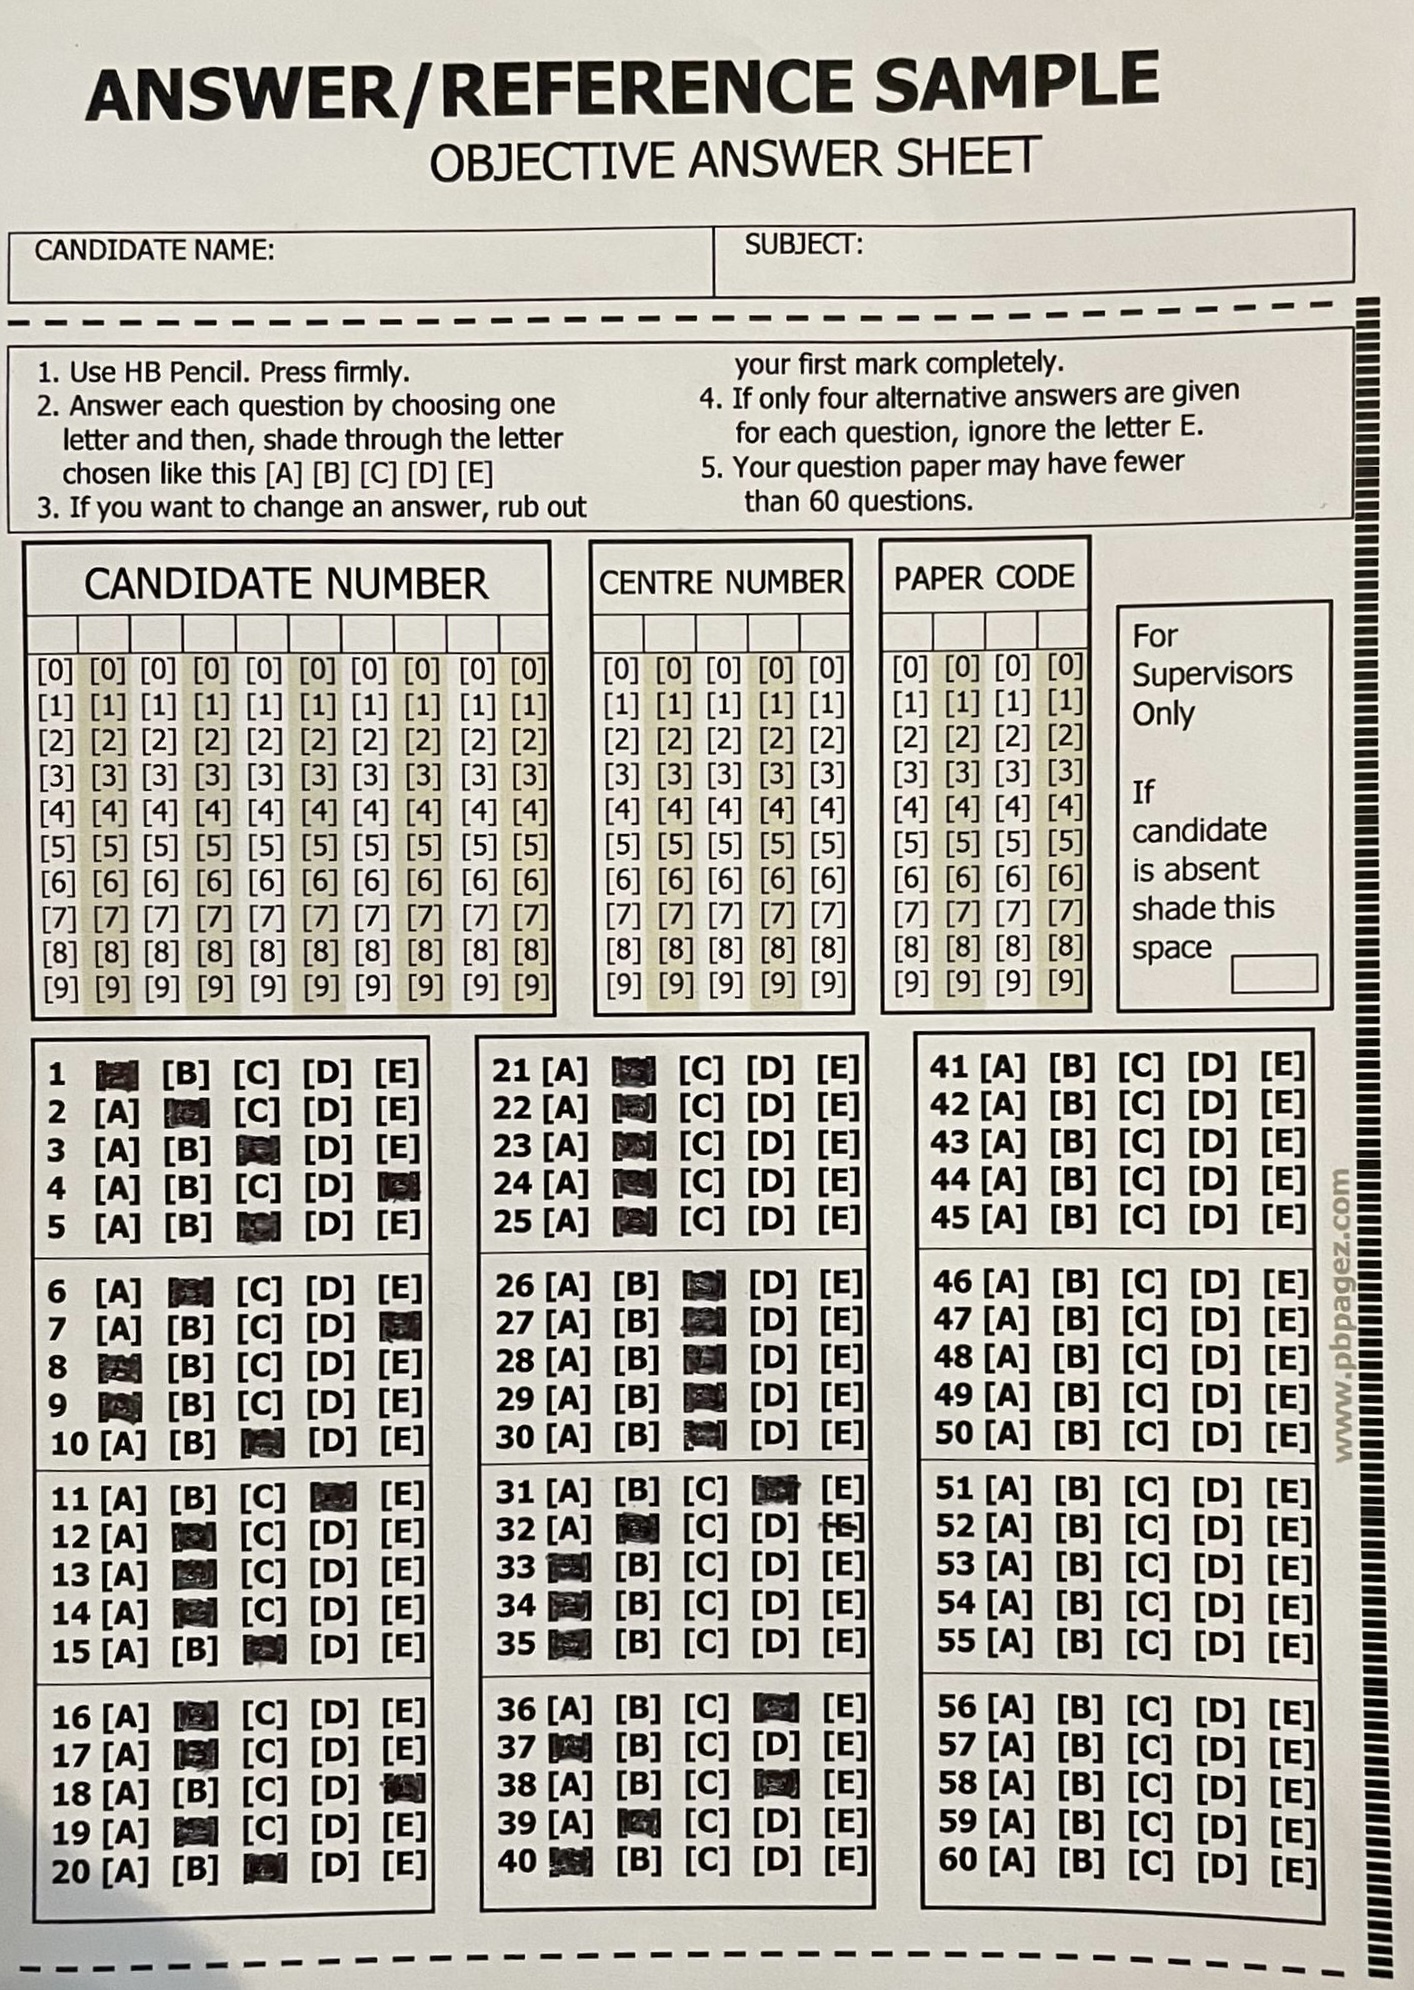 ANSWER/REFERENCE SAMPLE
OBJECTIVE ANSWER SHEET
CANDIDATE NAME:
SUBJECT:
1. Use HB Pencil. Press firmly.
2. Answer each question by choosing one
letter and then, shade through the letter
chosen like this [A] [B] [C] [D] [E]
3. If you want to change an answer, rub out
your first mark completely.
4. If only four alternative answers are given
for each question, ignore the letter E.
5. Your question paper may have fewer
than 60 questions.
CANDIDATE NUMBER
[0] [0] [0] [0] [0] [0] [0] [0] [0] [0]
[1] [1] [1] [1] [1] [1] [1] [1] [1] [1]
[2] [2] [2] [2] [2] [2] [2] [2] [2] [2]
[3] [3] [3] [3] [3] [3] [3] [3] [3] [3]
[4] [4] [4] [4] [4] [4] [4] [4] [4] [4]
[5] [5] [5] [5] [5] [5] [5] [5] [5] [5]
[6] [6] [6] [6] [6] [6] [6] [6] [6] [6]
[7] [7] [7] [7] [7] [7] [7] [7] [7] [7]
[8] [8] [8] [8] [8] [8] [8] [8] [8] [8]
[9] [9] [9] [9] [9] [9] [9] [9] [9] [9]
CENTRE NUMBER
[0] [0] [0] [0] [0]
[1] [1] [1] [1] [1]
[2] [2] [2] [2] [2]
[3] [3] [3] [3] [3]
[4] [4] [4] [4] [4]
[5] [5] [5] [5] [5]
[6] [6] [6] [6] [6]
[7] [7] [7] [7] [7]
[8] [8] [8] [8] [8]
[9] [9] [9] [9] [9]
PAPER CODE
[0] [0] [0] [0]
[1] [1] [1] [1]
[2] [2] [2] [2]
[3] [3] [3] [3]
[4] [4] [4] [4]
[5] [5] [5] [5]
[6] [6] [6] [6]
[7] [7] [7] [7]
[8] [8] [8] [8]
[9] [9] [9] [9]
For
Supervisors
Only
If
candidate
is absent
shade this
space
1 [B] [C] [D] [E]
2 [A] [C] [D] [E]
3 [A] [B] [D] [E]
4 [A] [B] [C] [D]
5 [A] [B] [D] [E]
6 [A] [C] [D] [E]
7 [A] [B] [C] [D]
8 [B] [C] [D] [E]
9 [B] [C] [D] [E]
10 [A] [B] [D] [E]
11 [A] [B] [C] [E]
12 [A] [C] [D] [E]
13 [A] [C] [D] [E]
14 [A] [C] [D] [E]
15 [A] [B] [D] [E]
16 [A] [C] [D] [E]
17 [A] [C] [D] [E]
18 [A] [B] [C] [D]
19 [A] [C] [D] [E]
20 [A] [B] [D] [E]
21 [A] [C] [D] [E]
22 [A] [C] [D] [E]
23 [A] [C] [D] [E]
24 [A] [C] [D] [E]
25 [A] [C] [D] [E]
26 [A] [B] [D] [E]
27 [A] [B] [D] [E]
28 [A] [B] [D] [E]
29 [A] [B] [D] [E]
30 [A] [B] [D] [E]
31 [A] [B] [C] [E]
32 [A] [C] [D] [E]
33 [B] [C] [D] [E]
34 [B] [C] [D] [E]
35 [B] [C] [D] [E]
36 [A] [B] [C] [E]
37 [B] [C] [D] [E]
38 [A] [B] [C] [E]
39 [A] [C] [D] [E]
40 [B] [C] [D] [E]
41 [A] [B] [C] [D] [E]
42 [A] [B] [C] [D] [E]
43 [A] [B] [C] [D] [E]
44 [A] [B] [C] [D] [E]
45 [A] [B] [C] [D] [E]
46 [A] [B] [C] [D] [E]
47 [A] [B] [C] [D] [E]
48 [A] [B] [C] [D] [E]
49 [A] [B] [C] [D] [E]
50 [A] [B] [C] [D] [E]
51 [A] [B] [C] [D] [E]
52 [A] [B] [C] [D] [E]
53 [A] [B] [C] [D] [E]
54 [A] [B] [C] [D] [E]
55 [A] [B] [C] [D] [E]
56 [A] [B] [C] [D] [E]
57 [A] [B] [C] [D] [E]
58 [A] [B] [C] [D] [E]
59 [A] [B] [C] [D] [E]
60 [A] [B] [C] [D] [E]
www.pbpagez.com